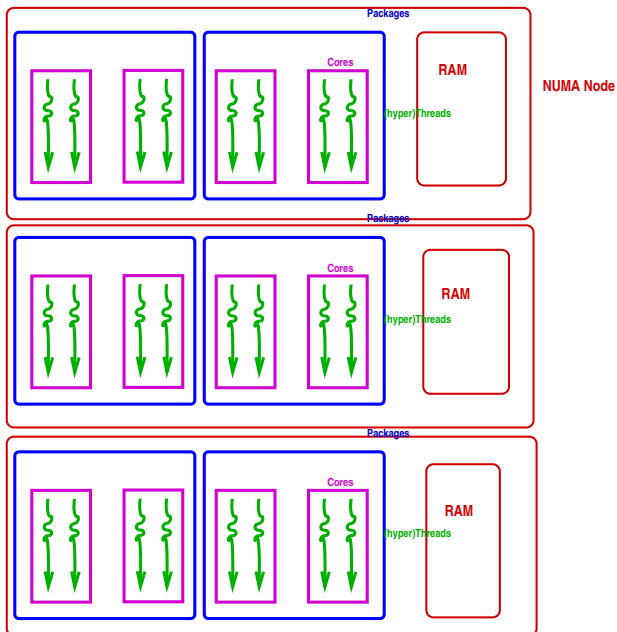 Packages
Cores
RAM
NUMA Node
(hyper)Threads
Packages
Cores
RAM
(hyper)Threads
Packages
Cores
RAM
(hyper)Threads